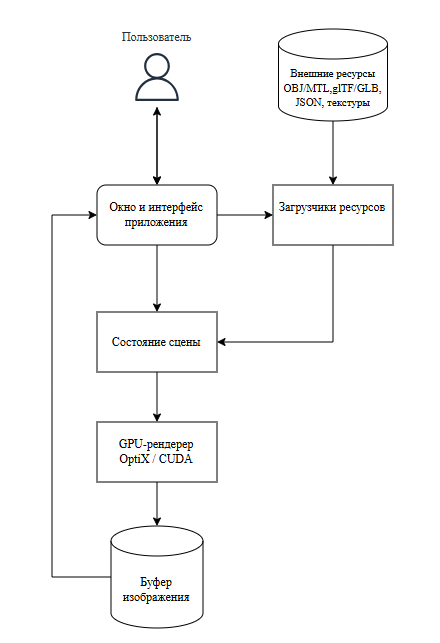 Пользователь
Внешние ресурсы
OBJ/MTL,glTF/GLB,
JSON, текстуры
Окно и интерфейс
приложения
Загрузчики ресурсов
Состояние сцены
GPU-рендерер
OptiX / CUDA
Буфер
изображения